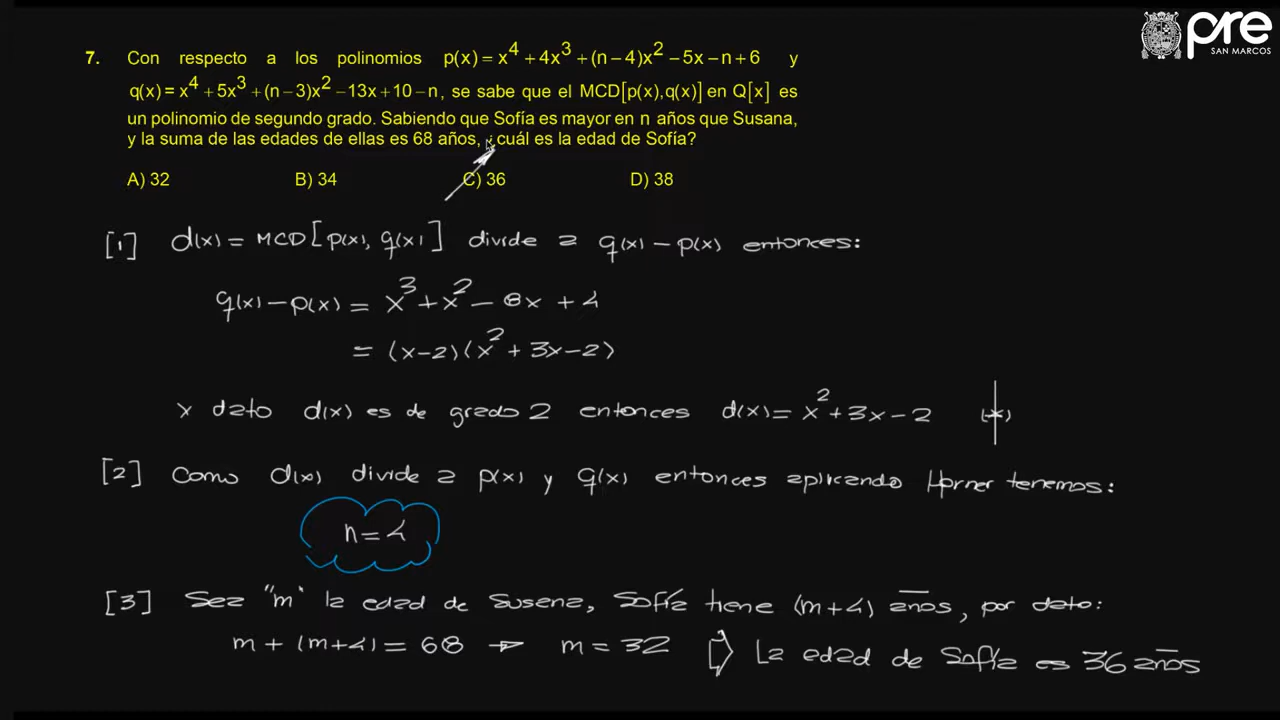 pre
SAN MARCOS
7. Con respecto a los polinomios p(x) = x⁴ + 4x³ + (n − 4)x² − 5x − n + 6 y
q(x) = x⁴ + 5x³ + (n − 3)x² − 13x + 10 − n, se sabe que el MCD[p(x), q(x)] en Q[x] es
un polinomio de segundo grado. Sabiendo que Sofía es mayor en n años que Susana,
y la suma de las edades de ellas es 68 años, ¿cuál es la edad de Sofía?
A) 32 B) 34 C) 36 D) 38
[1] d(x) = MCD[p(x), q(x)] divide a q(x) − p(x) entonces:
q(x) − p(x) = x³ + x² − 8x + 4
= (x−2)(x² + 3x − 2)
x dato d(x) es de grado 2 entonces d(x) = x² + 3x − 2 (*)
[2] Como d(x) divide a p(x) y q(x) entonces aplicando Horner tenemos:
n = 4
[3] Sea "m" la edad de Susana, Sofía tiene (m+4) años, por dato:
m + (m+4) = 68 → m = 32 ⇒ La edad de Sofía es 36 años